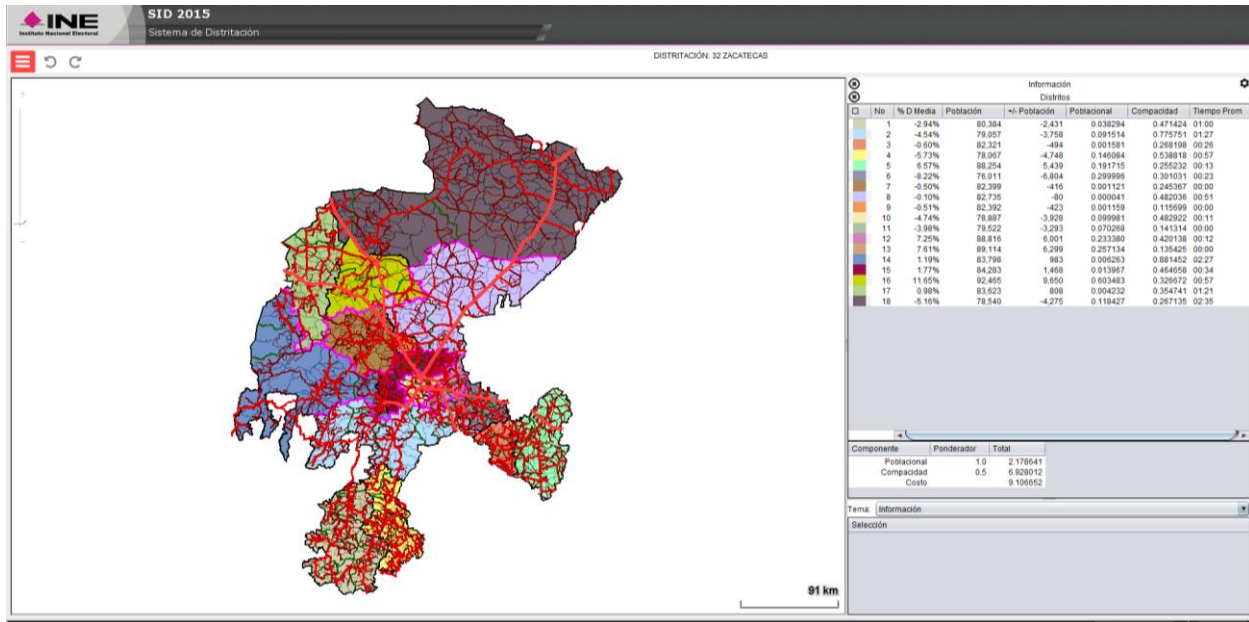 INE
Instituto Nacional Electoral
SID 2015
Sistema de Distritación
DISTRITACIÓN: 32 ZACATECAS
Información
Distritos
No % D Media Población +/- Población Poblacional Compacidad Tiempo Prom
1 -2.94% 80,384 -2,431 0.038294 0.471424 01:00
2 -4.54% 79,057 -3,758 0.091514 0.775751 01:27
3 -0.60% 82,321 -494 0.001581 0.268198 00:26
4 -5.73% 78,067 -4,748 0.146084 0.538818 00:57
5 6.57% 88,254 5,439 0.191715 0.255232 00:13
6 -8.22% 76,011 -6,804 0.299996 0.301031 00:23
7 -0.50% 82,399 -416 0.001121 0.245367 00:00
8 -0.10% 82,735 -80 0.000041 0.482036 00:51
9 -0.51% 82,392 -423 0.001159 0.115699 00:00
10 -4.74% 78,887 -3,928 0.099981 0.482922 00:11
11 -3.98% 79,522 -3,293 0.070268 0.141314 00:00
12 7.25% 88,816 6,001 0.233380 0.420138 00:12
13 7.61% 89,114 6,299 0.257134 0.135425 00:00
14 1.19% 83,798 983 0.006263 0.881452 02:27
15 1.77% 84,283 1,468 0.013967 0.464658 00:34
16 11.65% 92,465 9,650 0.603483 0.326672 00:57
17 0.98% 83,623 808 0.004232 0.354741 01:21
18 -5.16% 78,540 -4,275 0.118427 0.267135 02:35
Componente Ponderador Total
Poblacional 1.0 2.178641
Compacidad 0.5 6.928012
Costo 9.106652
Tema: Información
Selección
91 km